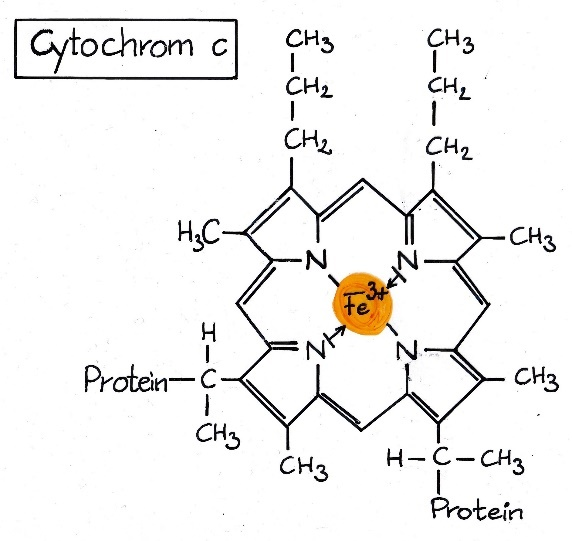 Cytochrom c
CH3 CH3
CH2 CH2
CH2 CH2
H3C CH3
N N
Fe3+
H N N
Protein C CH3
CH3 CH3 H C CH3
Protein